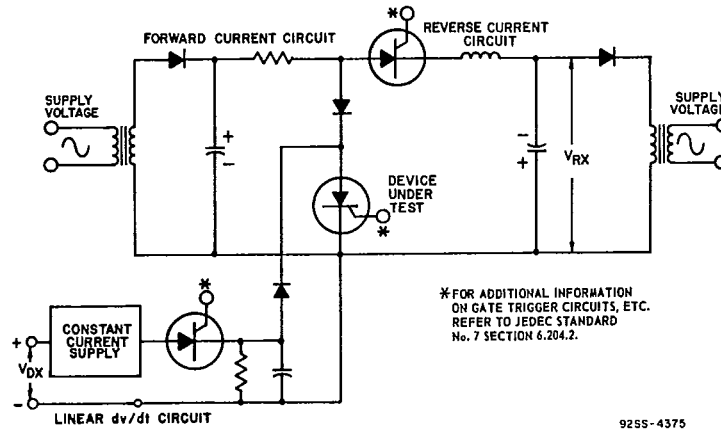 *
REVERSE CURRENT
CIRCUIT
FORWARD CURRENT CIRCUIT
SUPPLY
VOLTAGE
SUPPLY
VOLTAGE
+
-
-
+
VRX
DEVICE
UNDER
TEST
*
*
* FOR ADDITIONAL INFORMATION
ON GATE TRIGGER CIRCUITS, ETC.
REFER TO JEDEC STANDARD
No. 7 SECTION 6.204.2.
CONSTANT
CURRENT
SUPPLY
+
VDX
-
LINEAR dv/dt CIRCUIT
92SS-4375